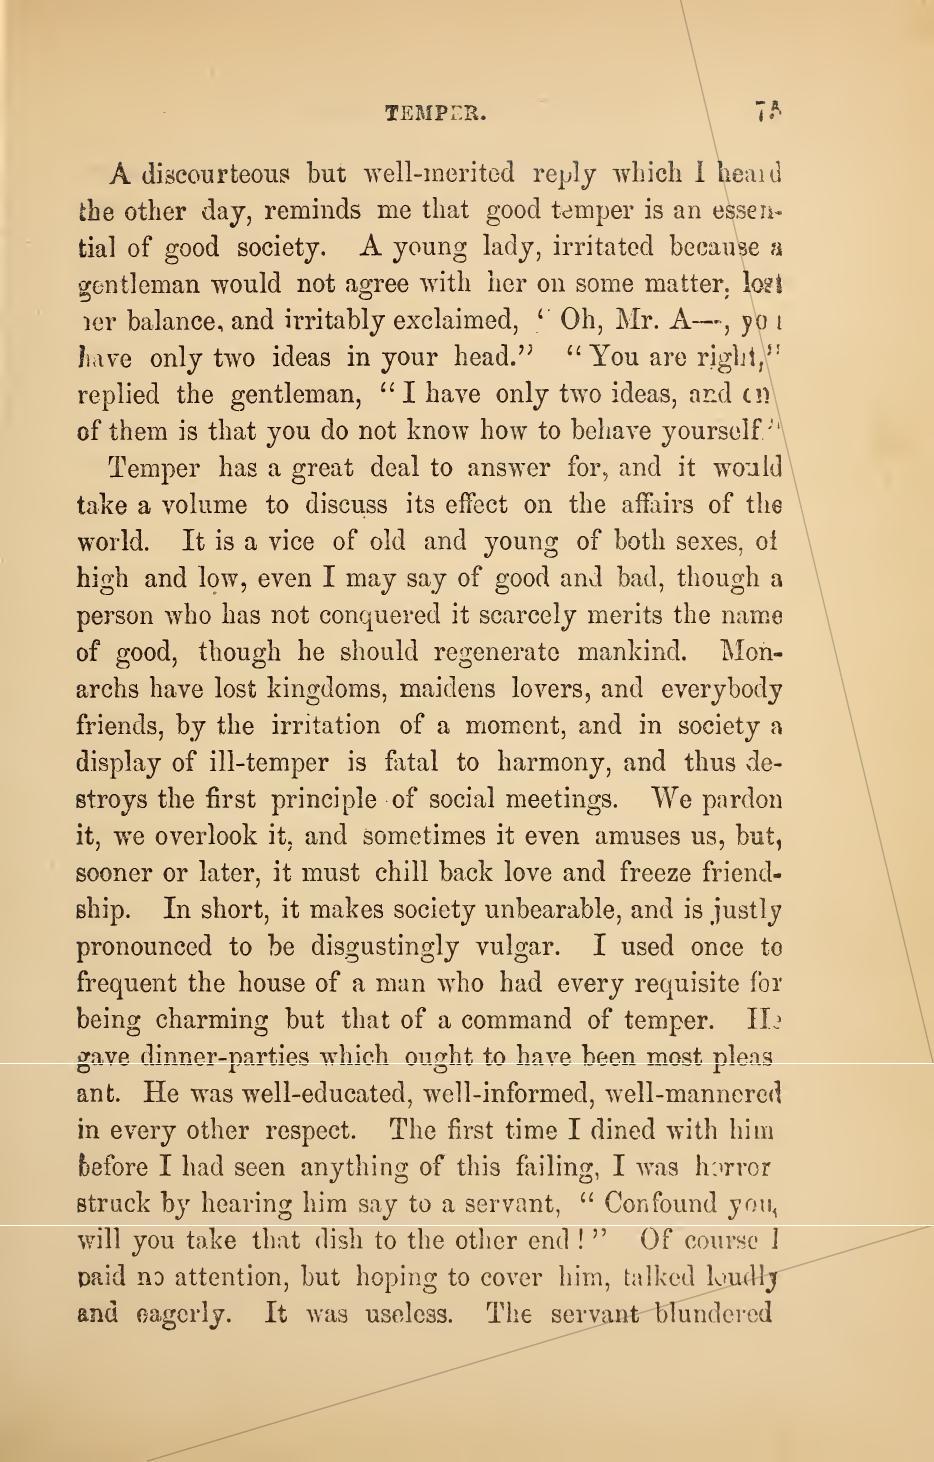 TEMPER.
A discourteous but well-merited reply which I heard
the other day, reminds me that good temper is an essen-
tial of good society. A young lady, irritated because a
gentleman would not agree with her on some matter, lost
her balance, and irritably exclaimed, “ Oh, Mr. A——, you
have only two ideas in your head.” “ You are right,”
replied the gentleman, “ I have only two ideas, and
of them is that you do not know how to behave yourself.”
Temper has a great deal to answer for, and it would
take a volume to discuss its effect on the affairs of the
world. It is a vice of old and young of both sexes, of
high and low, even I may say of good and bad, though a
person who has not conquered it scarcely merits the name
of good, though he should regenerate mankind. Mon-
archs have lost kingdoms, maidens lovers, and everybody
friends, by the irritation of a moment, and in society a
display of ill-temper is fatal to harmony, and thus de-
stroys the first principle of social meetings. We pardon
it, we overlook it, and sometimes it even amuses us, but,
sooner or later, it must chill back love and freeze friend-
ship. In short, it makes society unbearable, and is justly
pronounced to be disgustingly vulgar. I used once to
frequent the house of a man who had every requisite for
being charming but that of a command of temper. He
gave dinner-parties which ought to have been most pleas
ant. He was well-educated, well-informed, well-mannered
in every other respect. The first time I dined with him
before I had seen anything of this failing, I was horror
struck by hearing him say to a servant, “ Confound you,
will you take that dish to the other end ! ” Of course I
paid no attention, but hoping to cover him, talked loudly
and eagerly. It was useless. The servant blundered